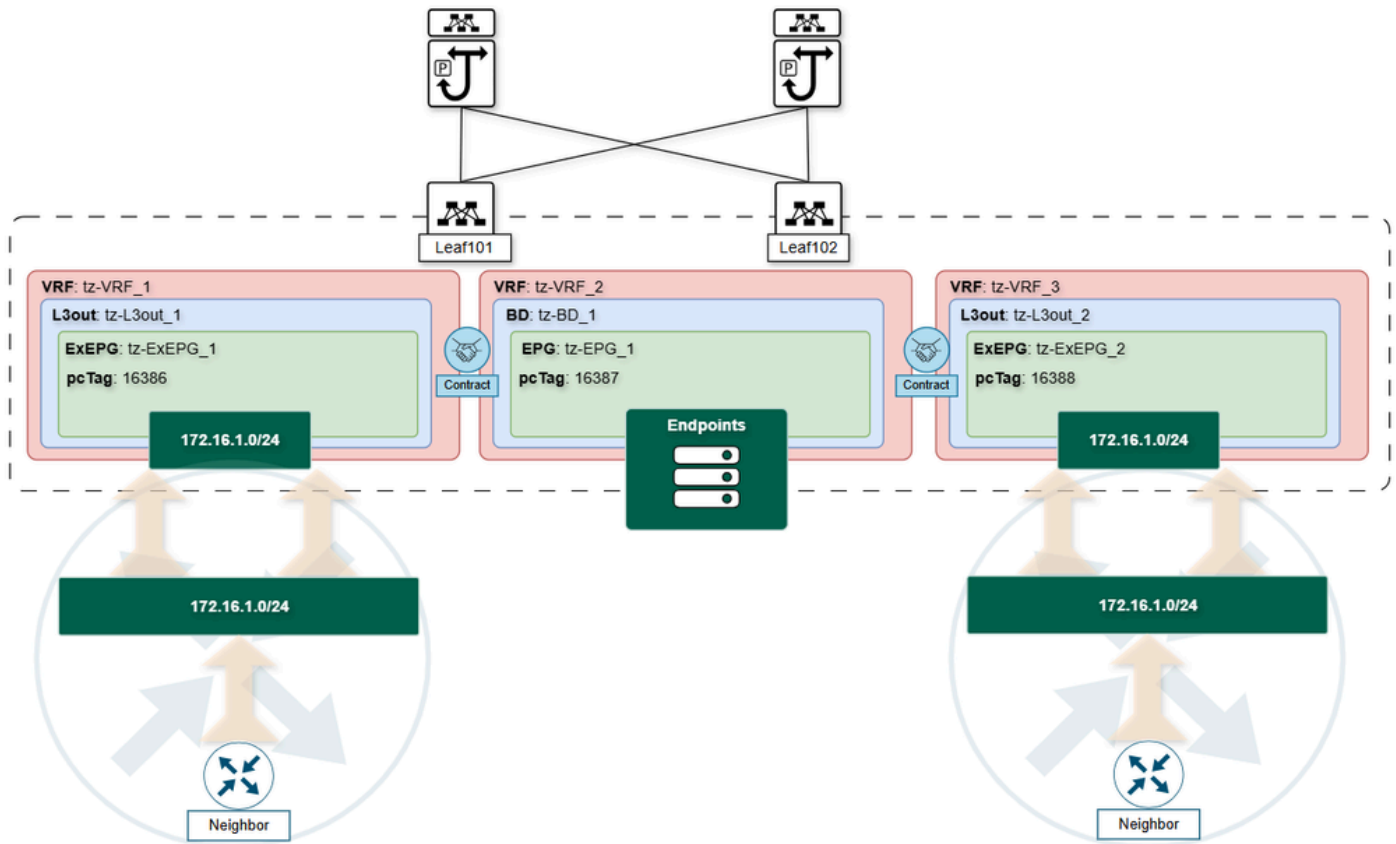 P
P
Leaf101
Leaf102
VRF: tz-VRF_1
L3out: tz-L3out_1
ExEPG: tz-ExEPG_1
pcTag: 16386
172.16.1.0/24
Contract
VRF: tz-VRF_2
BD: tz-BD_1
EPG: tz-EPG_1
pcTag: 16387
Endpoints
Contract
VRF: tz-VRF_3
L3out: tz-L3out_2
ExEPG: tz-ExEPG_2
pcTag: 16388
172.16.1.0/24
172.16.1.0/24
172.16.1.0/24
Neighbor
Neighbor